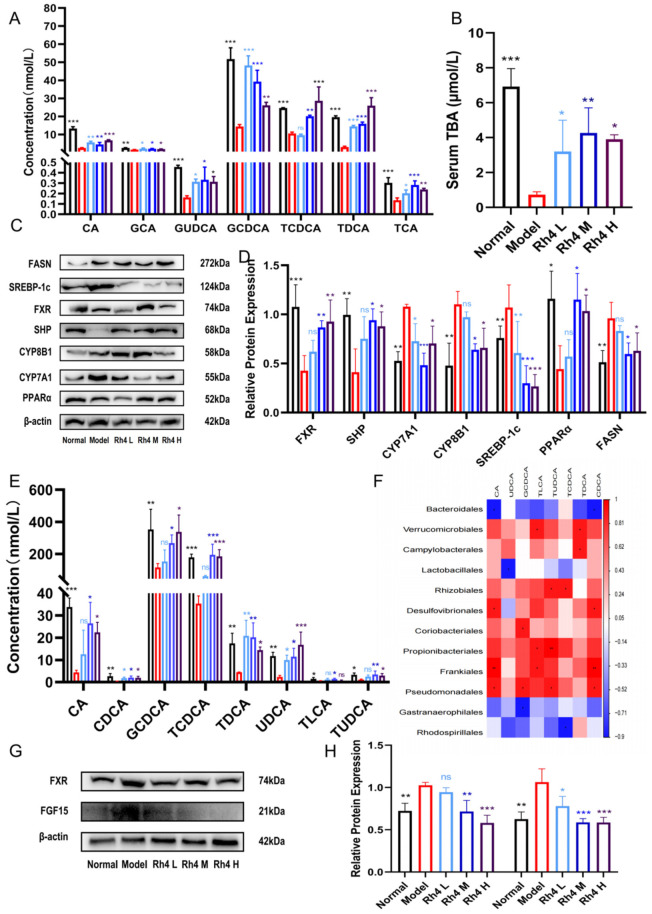 A
Concentration(nmol/L)
70
60
50
40
30
20
10
0.5
0.4
0.3
0.2
0.1
0.0
*** *** ** *** *** *** ***
CA GCA GUDCA GCDCA TCDCA TDCA TCA
B
Serum TBA (μmol/L)
10
8
6
4
2
0
*** * ** *
Normal Model Rh4 L Rh4 M Rh4 H
C
FASN 272kDa
SREBP-1c 124kDa
FXR 74kDa
SHP 68kDa
CYP8B1 58kDa
CYP7A1 55kDa
PPARα 52kDa
β-actin 42kDa
Normal Model Rh4 L Rh4 M Rh4 H
D
Relative Protein Expression
1.5
1.0
0.5
0.0
FXR SHP CYP7A1 CYP8B1 SREBP-1c PPARα FASN
E
Concentration(nmol/L)
600
400
200
40
30
20
10
0
CA CDCA GCDCA TCDCA TDCA UDCA TLCA TUDCA
F
CA UDCA GCDCA TLCA TUDCA TCDCA TDCA CDCA
Bacteroidales
Verrucomicrobiales
Campylobacterales
Lactobacillales
Rhizobiales
Desulfovibrionales
Coriobacteriales
Propionibacteriales
Frankiales
Pseudomonadales
Gastranaerophilales
Rhodospirillales
1
0.81
0.62
0.43
0.24
0.05
-0.14
-0.33
-0.52
-0.71
-0.9
G
FXR 74kDa
FGF15 21kDa
β-actin 42kDa
Normal Model Rh4 L Rh4 M Rh4 H
H
Relative Protein Expression
1.5
1.0
0.5
0.0
** ns ** *** ** * *** ***
Normal Model Rh4 L Rh4 M Rh4 H Normal Model Rh4 L Rh4 M Rh4 H